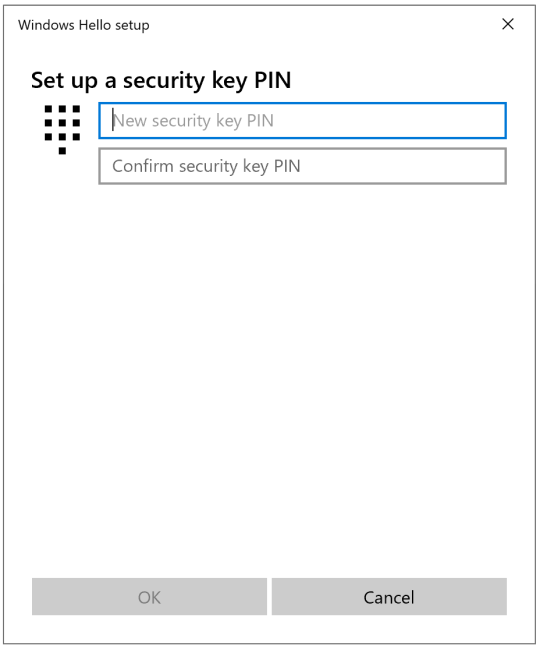 Windows Hello setup
Set up a security key PIN
New security key PIN
Confirm security key PIN
OK
Cancel